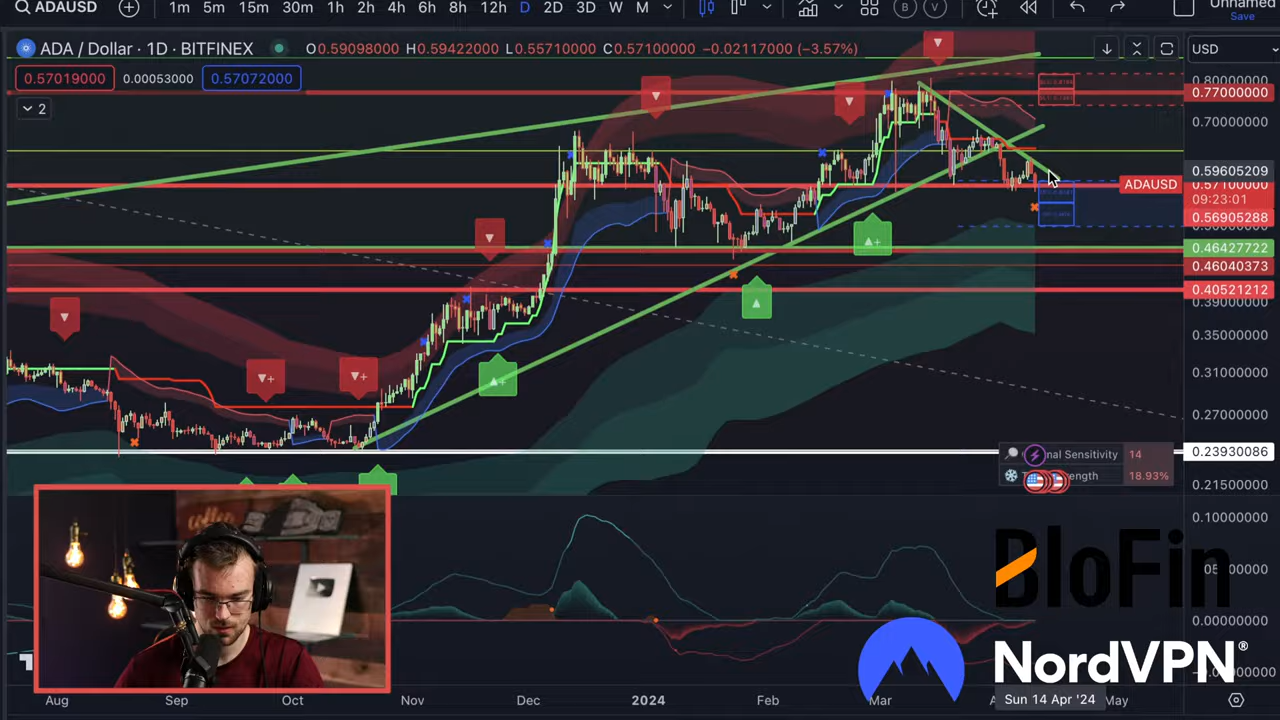 ADAUSD 1m 5m 15m 30m 1h 2h 4h 6h 8h 12h D 2D 3D W M B V Unnamed
Save
ADA / Dollar · 1D · BITFINEX O0.59098000 H0.59422000 L0.55710000 C0.57100000 −0.02117000 (−3.57%) USD
0.57019000 0.00053000 0.57072000
2
0.80000000
0.77000000
0.70000000
0.59605209
ADAUSD 0.57100000
09:23:01
0.56905288
0.46427722
0.46040373
0.40521212
0.39000000
0.35000000
0.31000000
0.27000000
0.23930086
nal Sensitivity 14
18.93%
0.21500000
0.10000000
0.00000000
coffee
BloFin
NordVPN®
Aug Sep Oct Nov Dec 2024 Feb Mar Sun 14 Apr '24 May